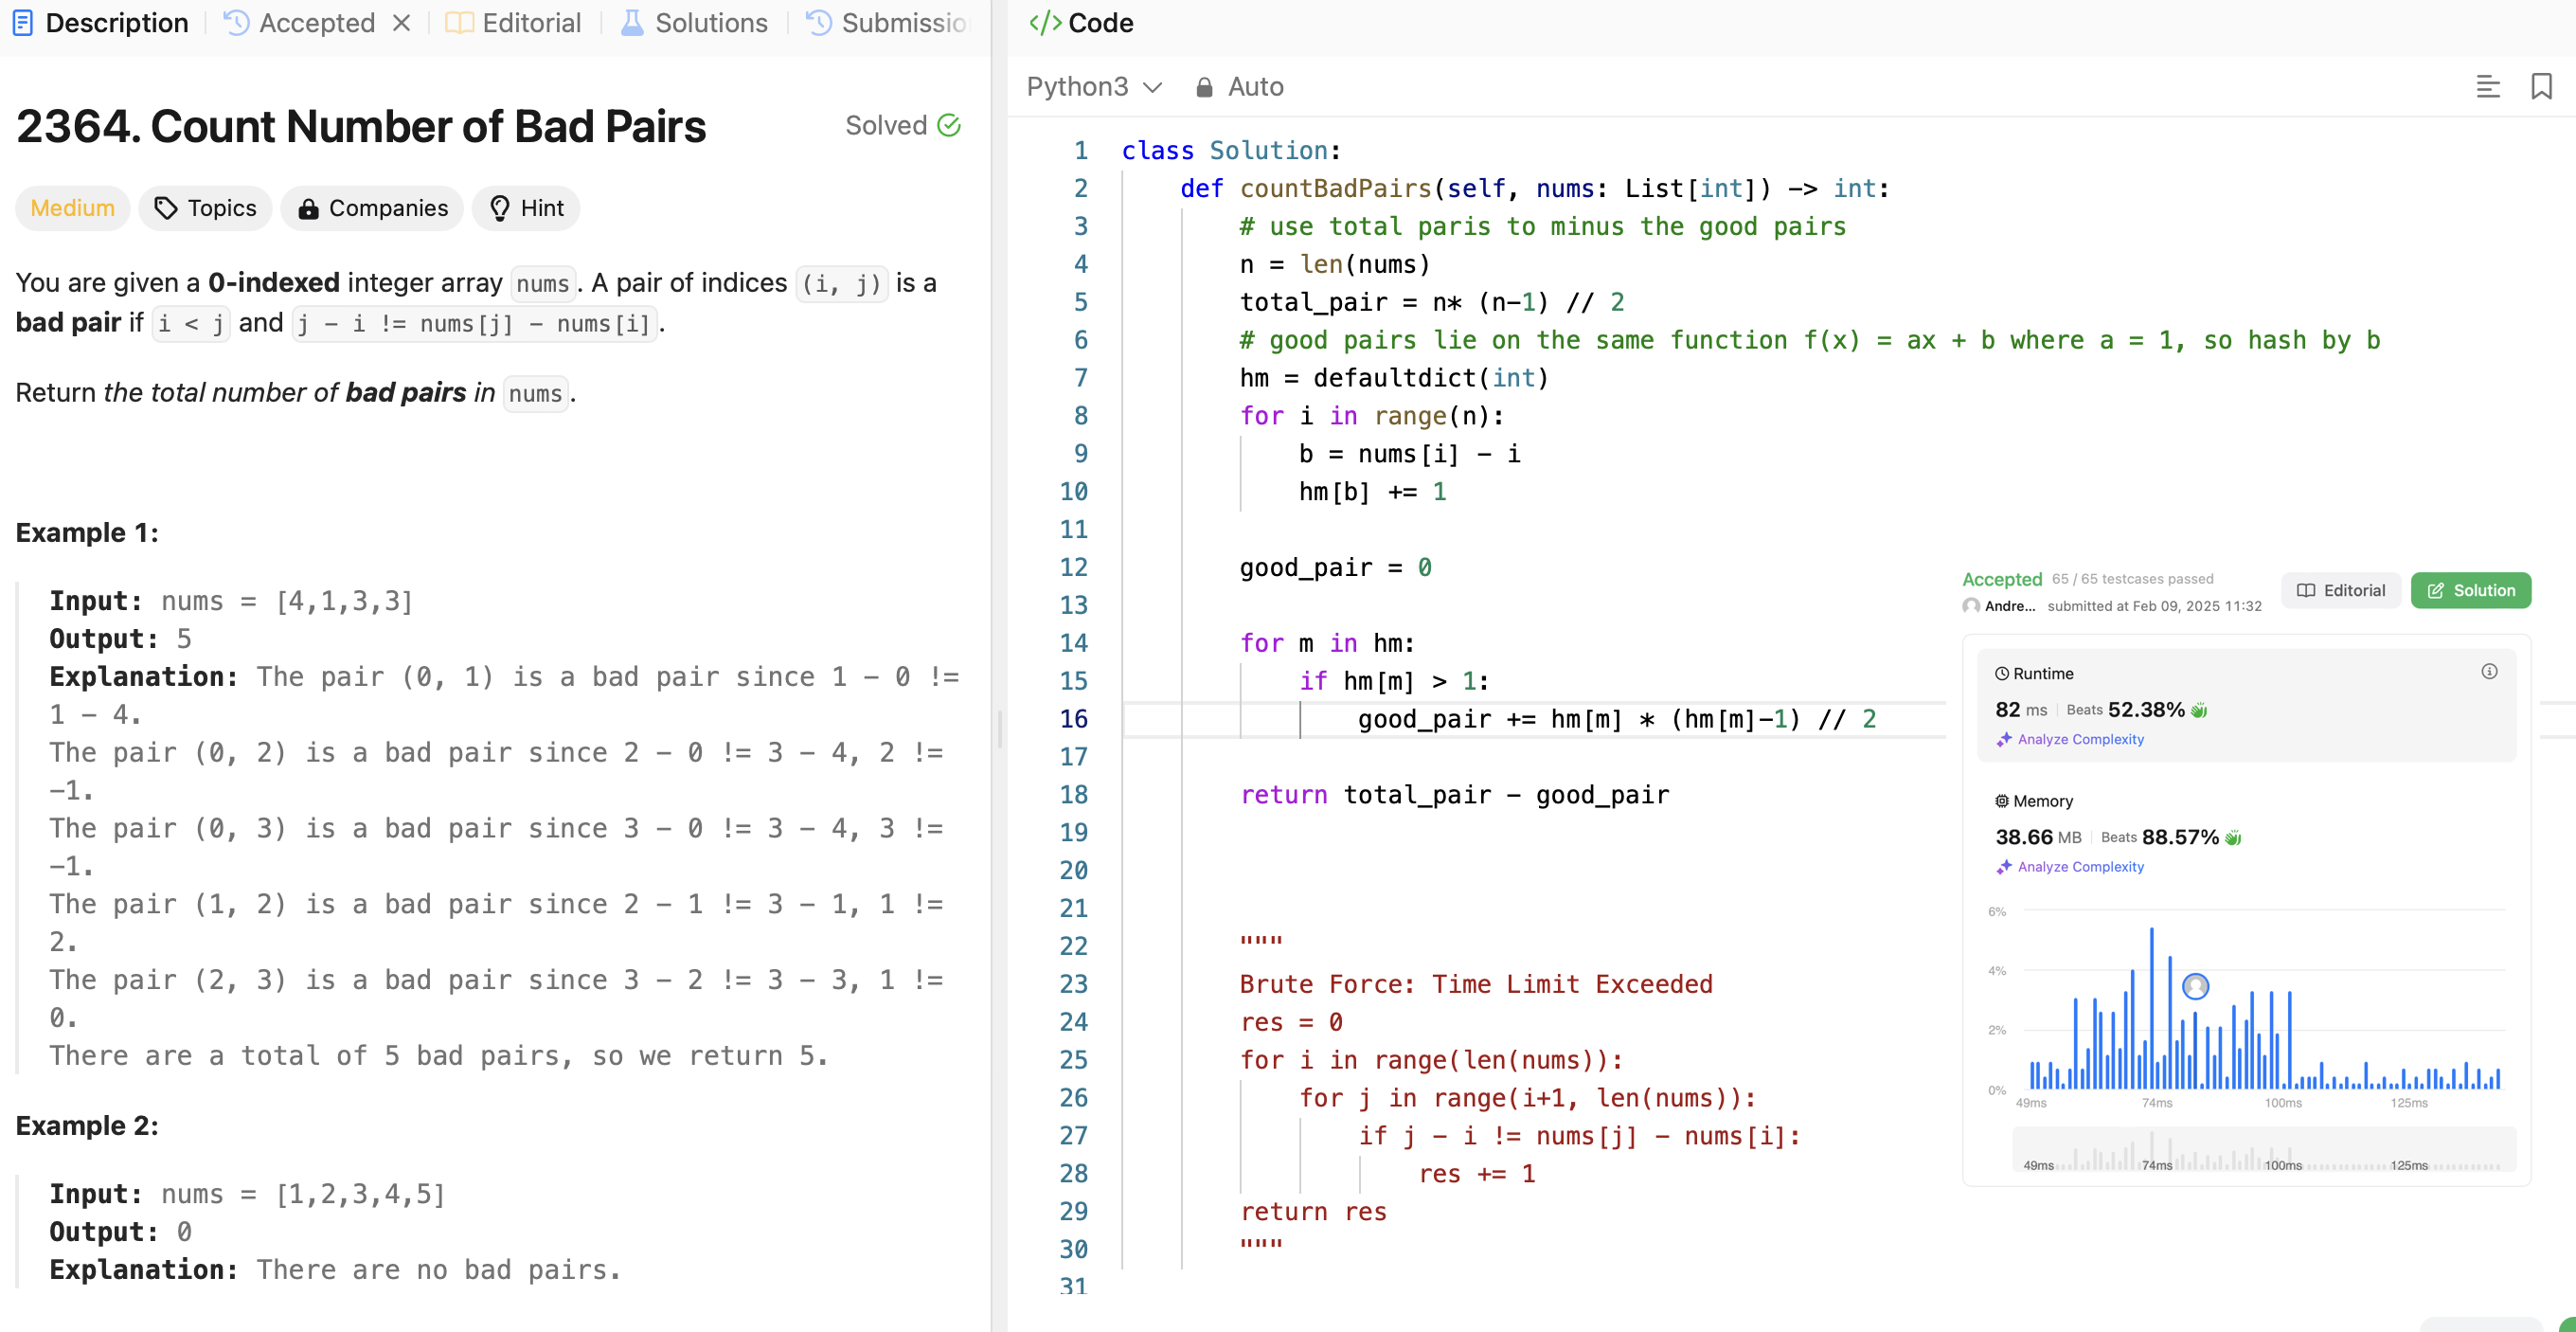 Description
Accepted
Editorial
Solutions
Submissio
2364. Count Number of Bad Pairs
Solved
Medium
Topics
Companies
Hint
You are given a 0-indexed integer array nums. A pair of indices (i, j) is a
bad pair if i < j and j - i != nums[j] - nums[i].
Return the total number of bad pairs in nums.
Example 1:
Input: nums = [4,1,3,3]
Output: 5
Explanation: The pair (0, 1) is a bad pair since 1 - 0 !=
1 - 4.
The pair (0, 2) is a bad pair since 2 - 0 != 3 - 4, 2 !=
-1.
The pair (0, 3) is a bad pair since 3 - 0 != 3 - 4, 3 !=
-1.
The pair (1, 2) is a bad pair since 2 - 1 != 3 - 1, 1 !=
2.
The pair (2, 3) is a bad pair since 3 - 2 != 3 - 3, 1 !=
0.
There are a total of 5 bad pairs, so we return 5.
Example 2:
Input: nums = [1,2,3,4,5]
Output: 0
Explanation: There are no bad pairs.
</> Code
Python3
Auto
1 class Solution:
2 def countBadPairs(self, nums: List[int]) -> int:
3 # use total paris to minus the good pairs
4 n = len(nums)
5 total_pair = n* (n-1) // 2
6 # good pairs lie on the same function f(x) = ax + b where a = 1, so hash by b
7 hm = defaultdict(int)
8 for i in range(n):
9 b = nums[i] - i
10 hm[b] += 1
11
12 good_pair = 0
13
14 for m in hm:
15 if hm[m] > 1:
16 good_pair += hm[m] * (hm[m]-1) // 2
17
18 return total_pair - good_pair
19
20
21
22 """
23 Brute Force: Time Limit Exceeded
24 res = 0
25 for i in range(len(nums)):
26 for j in range(i+1, len(nums)):
27 if j - i != nums[j] - nums[i]:
28 res += 1
29 return res
30 """
31
Accepted 65 / 65 testcases passed
Andre... submitted at Feb 09, 2025 11:32
Editorial
Solution
Runtime
82 ms Beats 52.38%
Analyze Complexity
Memory
38.66 MB Beats 88.57%
Analyze Complexity
6%
4%
2%
0%
49ms 74ms 100ms 125ms
49ms 74ms 100ms 125ms